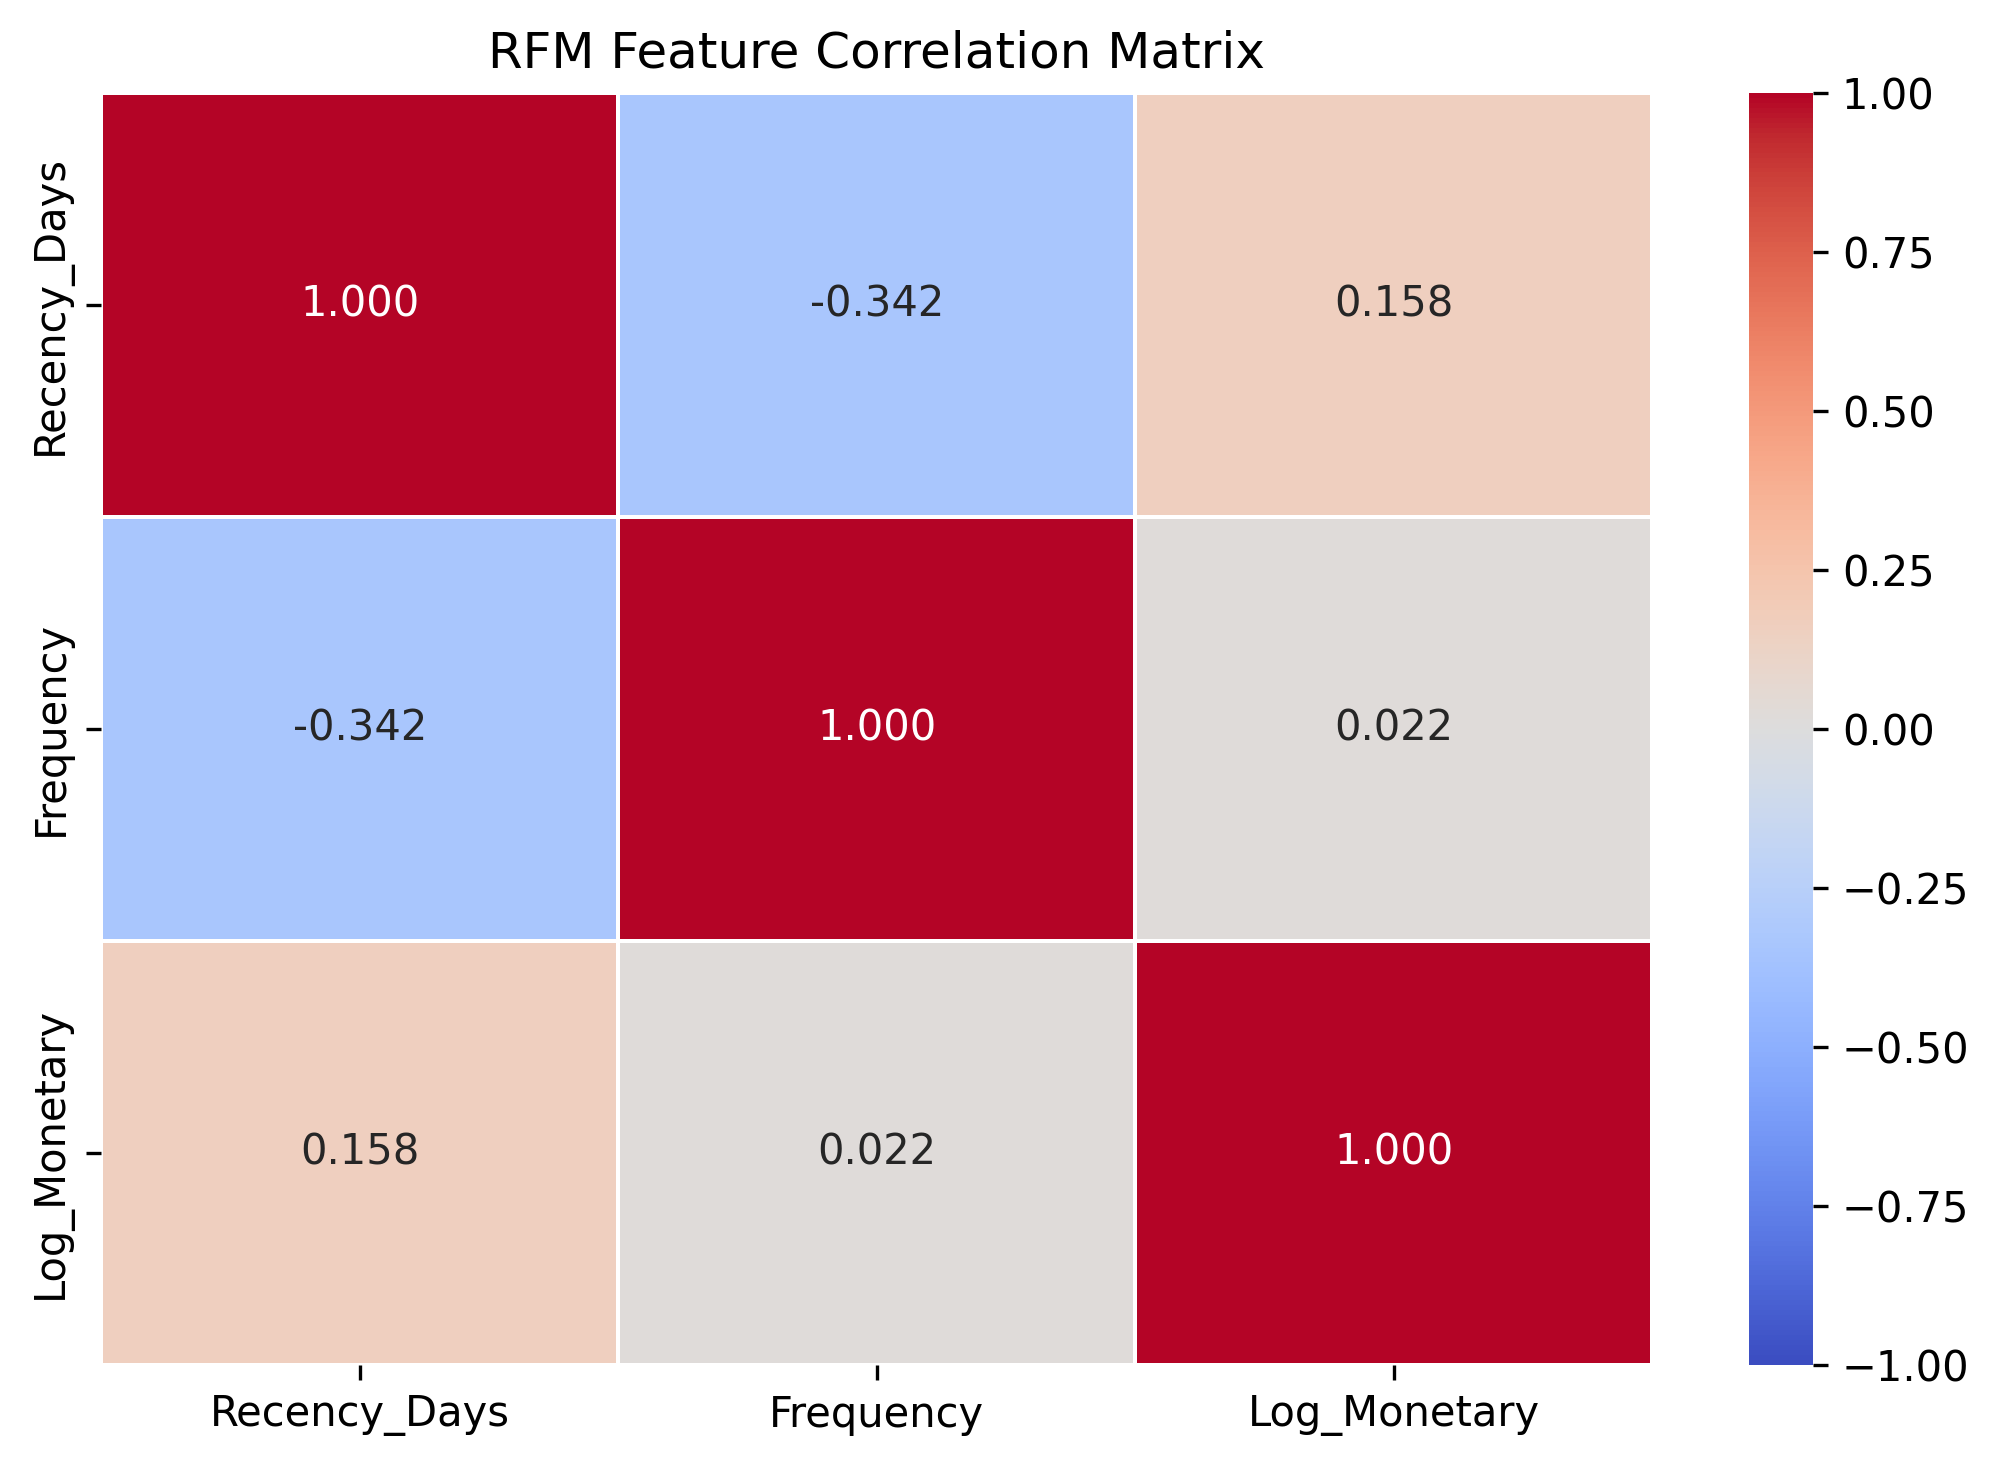 RFM Feature Correlation Matrix
Recency_Days
1.000
-0.342
0.158
Frequency
-0.342
1.000
0.022
Log_Monetary
0.158
0.022
1.000
Recency_Days
Frequency
Log_Monetary
1.00
0.75
0.50
0.25
0.00
−0.25
−0.50
−0.75
−1.00